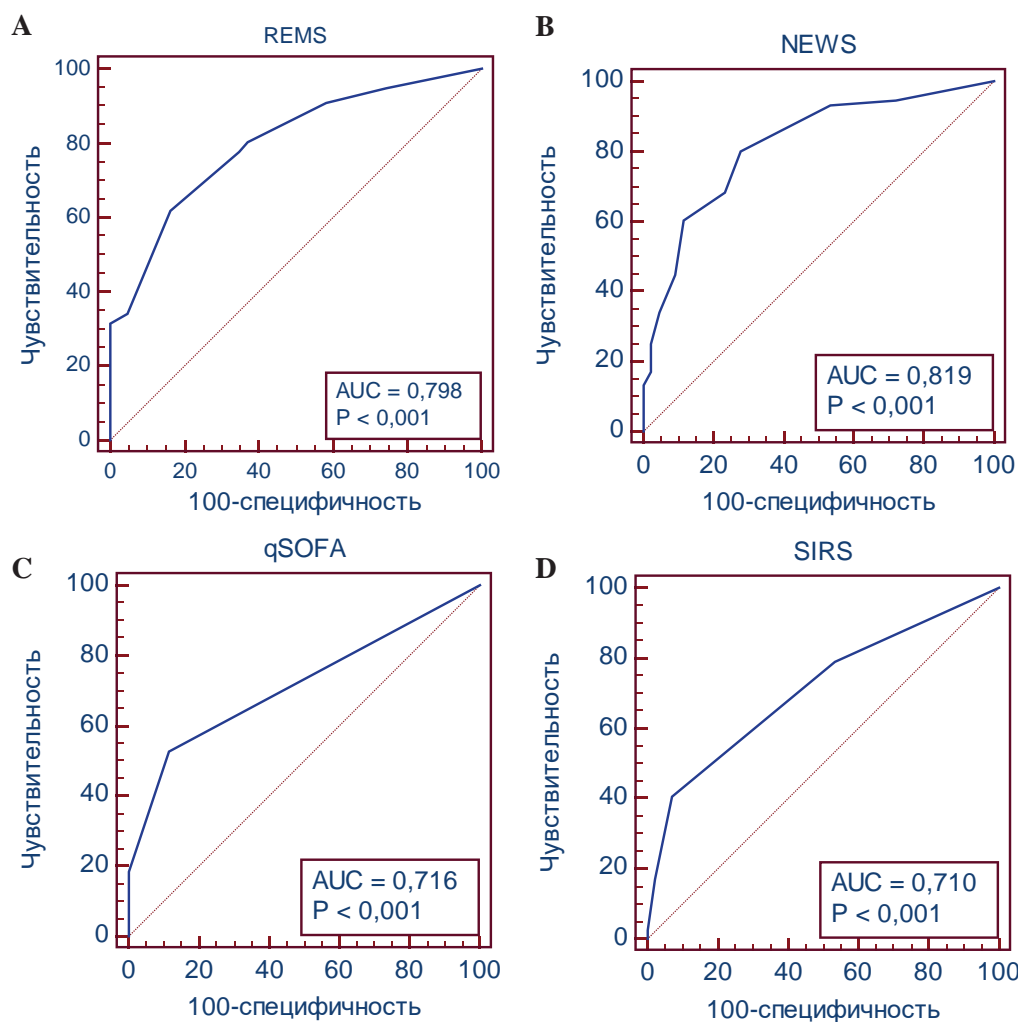 A
REMS
Чувствительность
100
80
60
40
20
0
AUC = 0,798
P < 0,001
0 20 40 60 80 100
100-специфичность
B
NEWS
Чувствительность
100
80
60
40
20
0
AUC = 0,819
P < 0,001
0 20 40 60 80 100
100-специфичность
C
qSOFA
Чувствительность
100
80
60
40
20
0
AUC = 0,716
P < 0,001
0 20 40 60 80 100
100-специфичность
D
SIRS
Чувствительность
100
80
60
40
20
0
AUC = 0,710
P < 0,001
0 20 40 60 80 100
100-специфичность